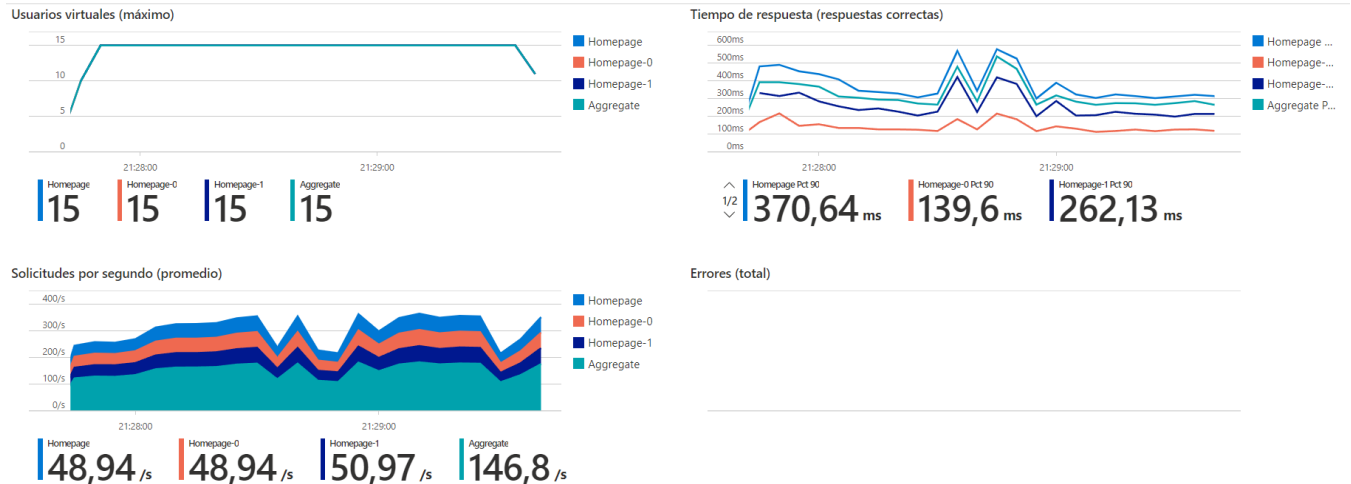 Usuarios virtuales (máximo)
15
10
5
0
21:28:00
21:29:00
Homepage
Homepage-0
Homepage-1
Aggregate
Homepage
15
Homepage-0
15
Homepage-1
15
Aggregate
15
Tiempo de respuesta (respuestas correctas)
600ms
500ms
400ms
300ms
200ms
100ms
0ms
21:28:00
21:29:00
Homepage ...
Homepage-...
Homepage-...
Aggregate P...
1/2
Homepage Pct 90
370,64 ms
Homepage-0 Pct 90
139,6 ms
Homepage-1 Pct 90
262,13 ms
Solicitudes por segundo (promedio)
400/s
300/s
200/s
100/s
0/s
21:28:00
21:29:00
Homepage
Homepage-0
Homepage-1
Aggregate
Homepage
48,94 /s
Homepage-0
48,94 /s
Homepage-1
50,97 /s
Aggregate
146,8 /s
Errores (total)